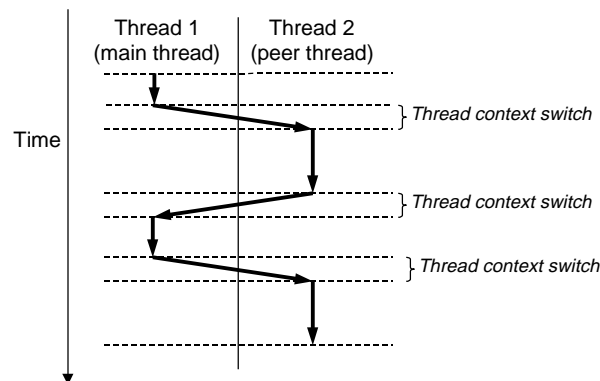 Thread 1
(main thread)
Thread 2
(peer thread)
Time
Thread context switch
Thread context switch
Thread context switch